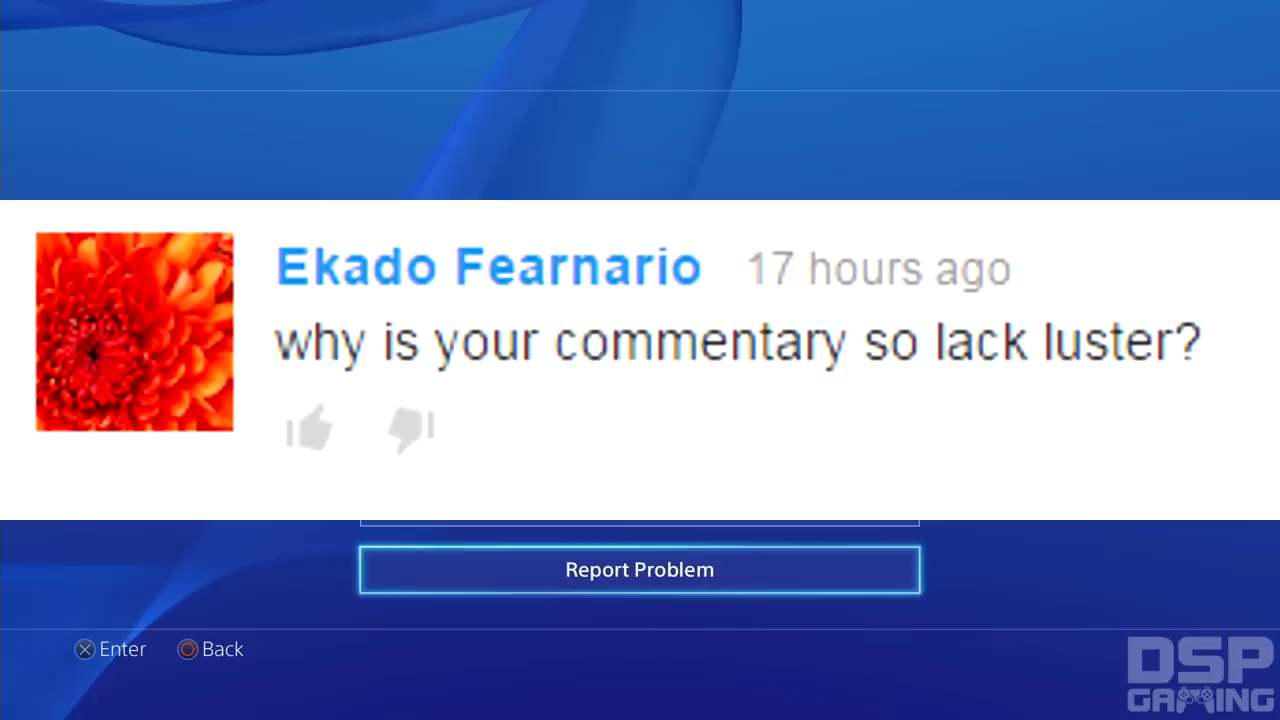 Ekado Fearnario 17 hours ago
why is your commentary so lack luster?
Report Problem
Enter Back
DSP
GAMING